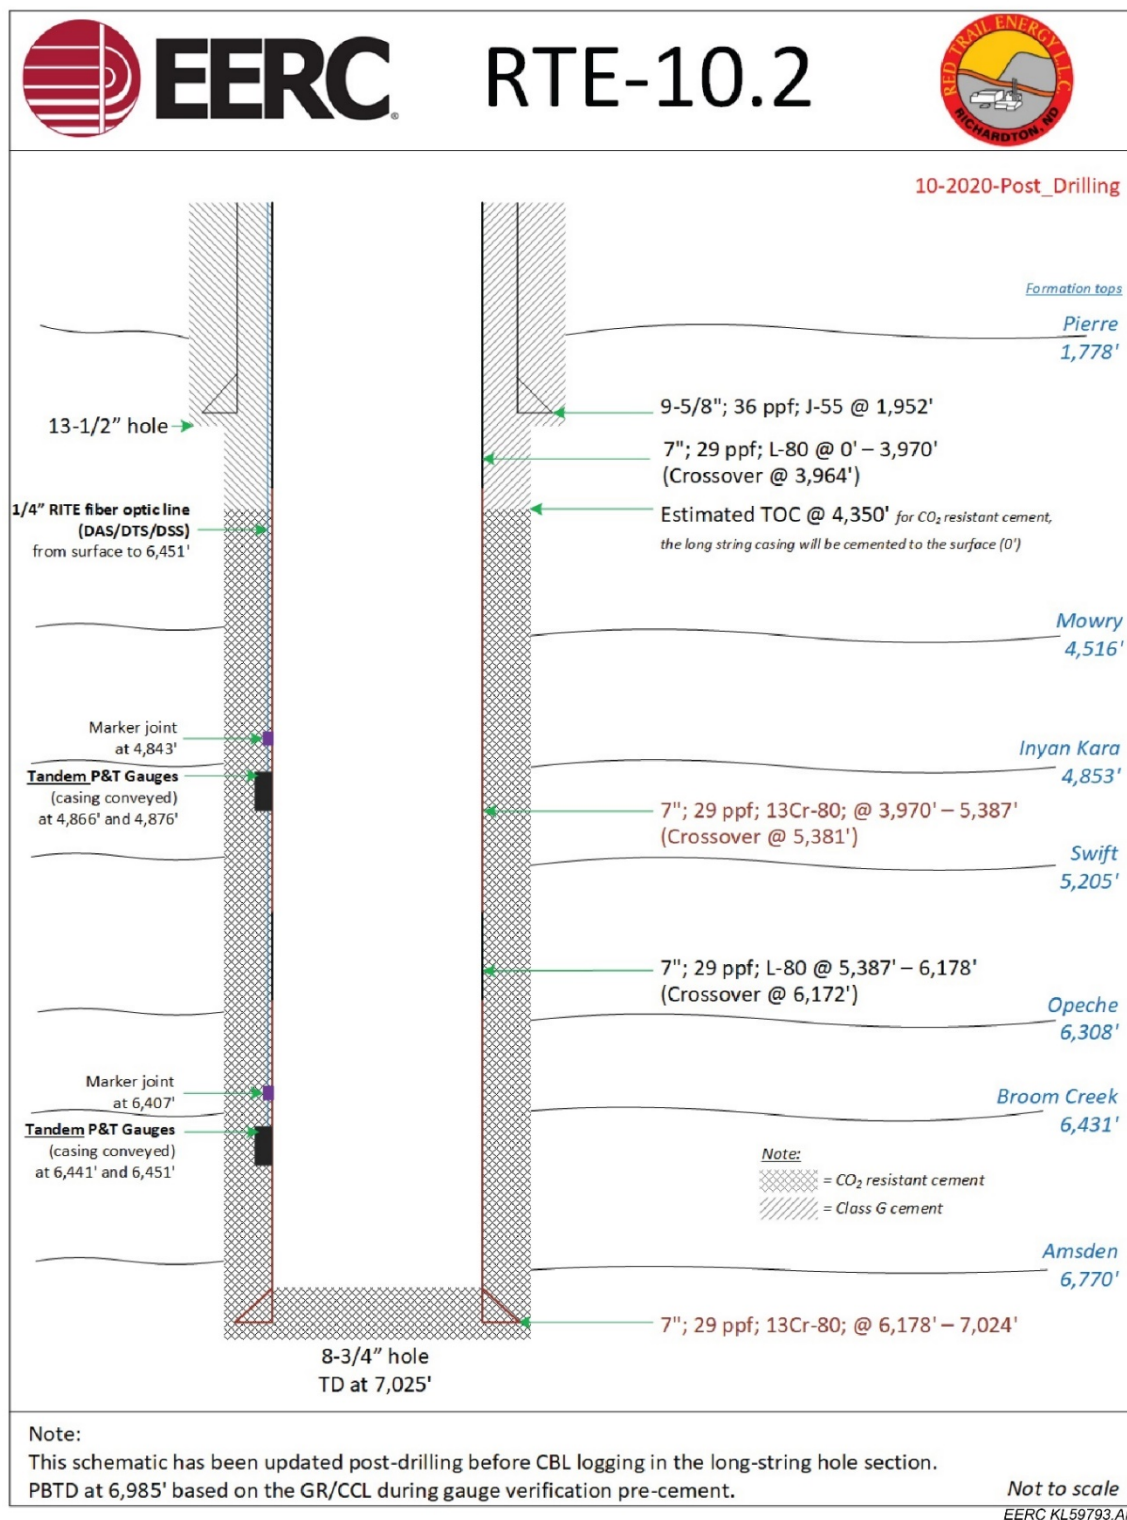 EERC®
RTE-10.2
RED TRAIL ENERGY L.L.C
RICHARDTON, ND
10-2020-Post_Drilling
Formation tops
Pierre
1,778'
9-5/8"; 36 ppf; J-55 @ 1,952'
13-1/2” hole
7"; 29 ppf; L-80 @ 0' – 3,970'
(Crossover @ 3,964')
1/4” RITE fiber optic line
(DAS/DTS/DSS)
from surface to 6,451'
Estimated TOC @ 4,350' for CO₂ resistant cement,
the long string casing will be cemented to the surface (0')
Mowry
4,516'
Marker joint
at 4,843'
Inyan Kara
4,853'
Tandem P&T Gauges
(casing conveyed)
at 4,866' and 4,876'
7"; 29 ppf; 13Cr-80; @ 3,970' – 5,387'
(Crossover @ 5,381')
Swift
5,205'
7"; 29 ppf; L-80 @ 5,387' – 6,178'
(Crossover @ 6,172')
Opeche
6,308'
Marker joint
at 6,407'
Broom Creek
6,431'
Tandem P&T Gauges
(casing conveyed)
at 6,441' and 6,451'
Note:
= CO₂ resistant cement
= Class G cement
Amsden
6,770'
7"; 29 ppf; 13Cr-80; @ 6,178' – 7,024'
8-3/4” hole
TD at 7,025'
Note:
This schematic has been updated post-drilling before CBL logging in the long-string hole section.
PBTD at 6,985' based on the GR/CCL during gauge verification pre-cement.
Not to scale
EERC KL59793.AI